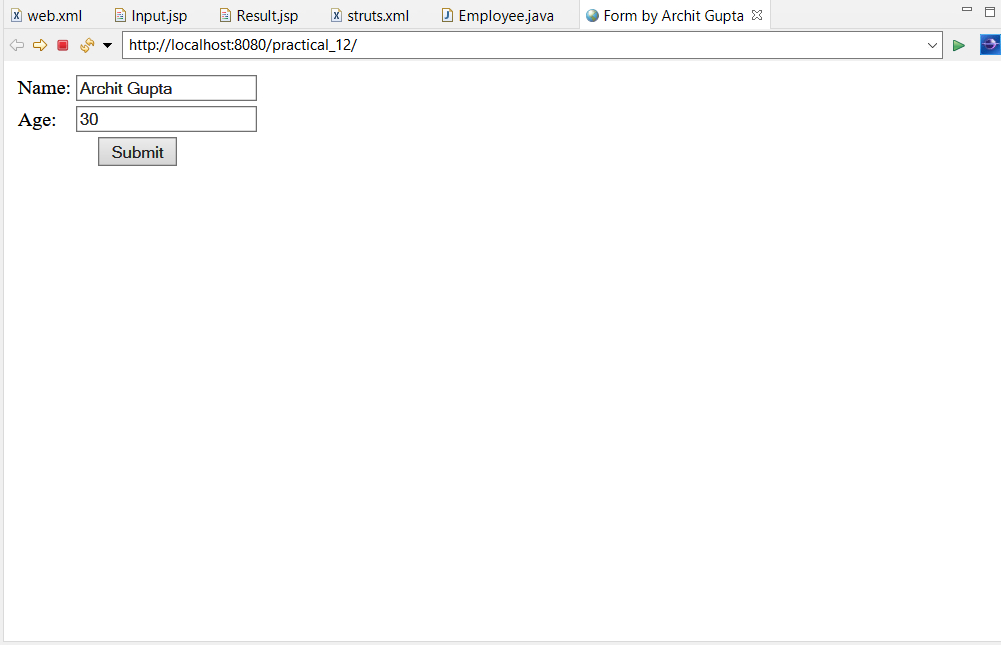 web.xml Input.jsp Result.jsp struts.xml Employee.java Form by Archit Gupta
http://localhost:8080/practical_12/
Name: Archit Gupta
Age: 30
Submit